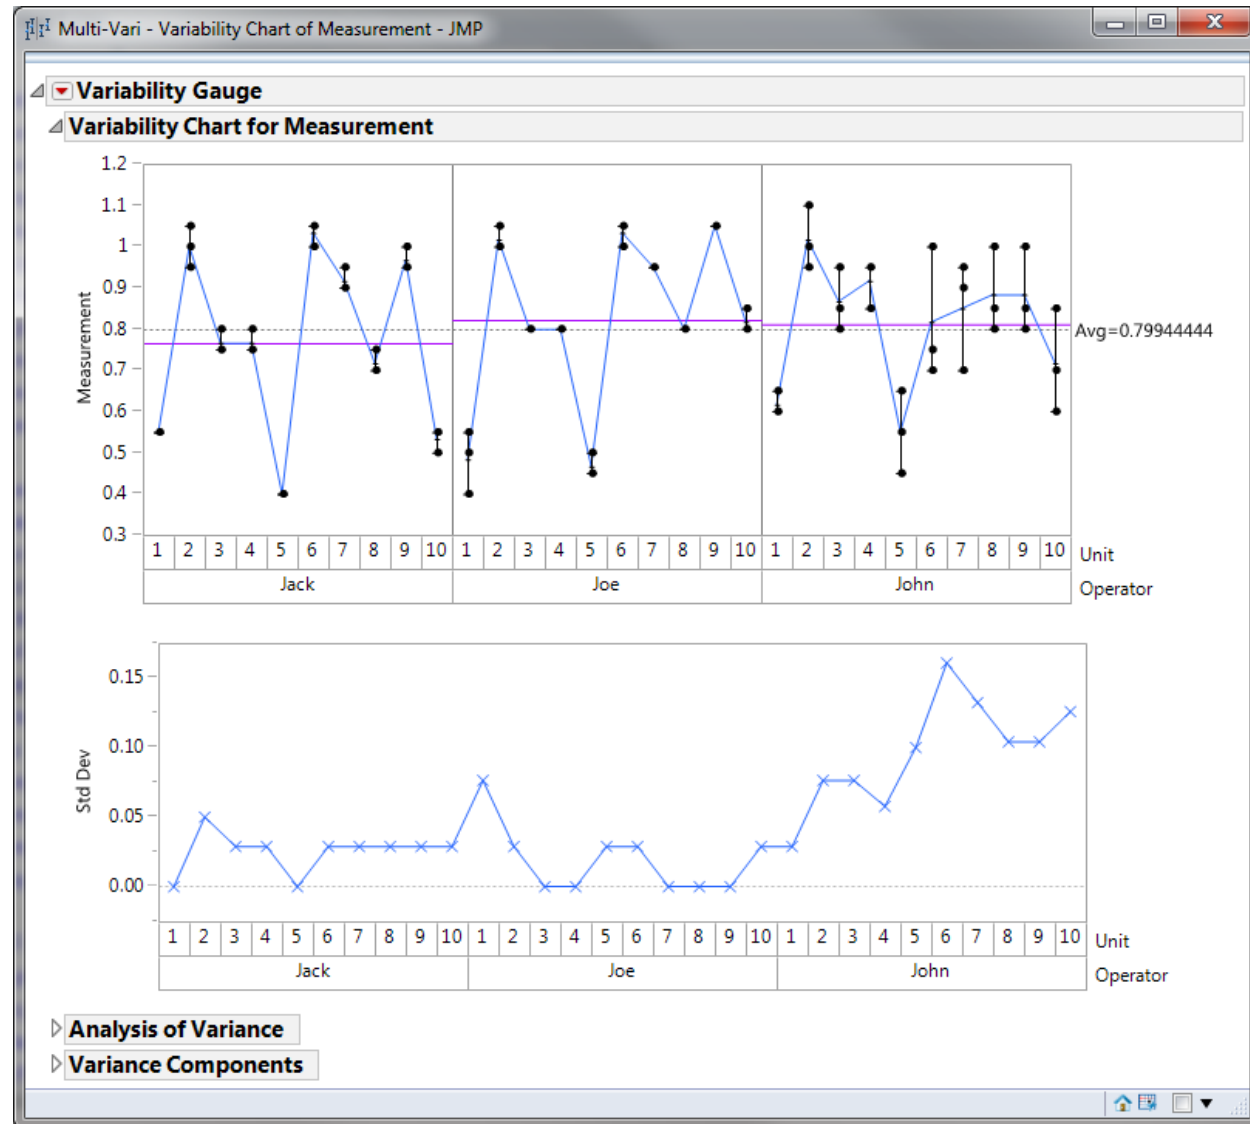 Multi-Vari - Variability Chart of Measurement - JMP
Variability Gauge
Variability Chart for Measurement
1.2
1.1
1
0.9
0.8
0.7
0.6
0.5
0.4
0.3
Measurement
Avg=0.79944444
1 2 3 4 5 6 7 8 9 10 1 2 3 4 5 6 7 8 9 10 1 2 3 4 5 6 7 8 9 10 Unit
Jack Joe John Operator
0.15
0.10
0.05
0.00
Std Dev
1 2 3 4 5 6 7 8 9 10 1 2 3 4 5 6 7 8 9 10 1 2 3 4 5 6 7 8 9 10 Unit
Jack Joe John Operator
Analysis of Variance
Variance Components